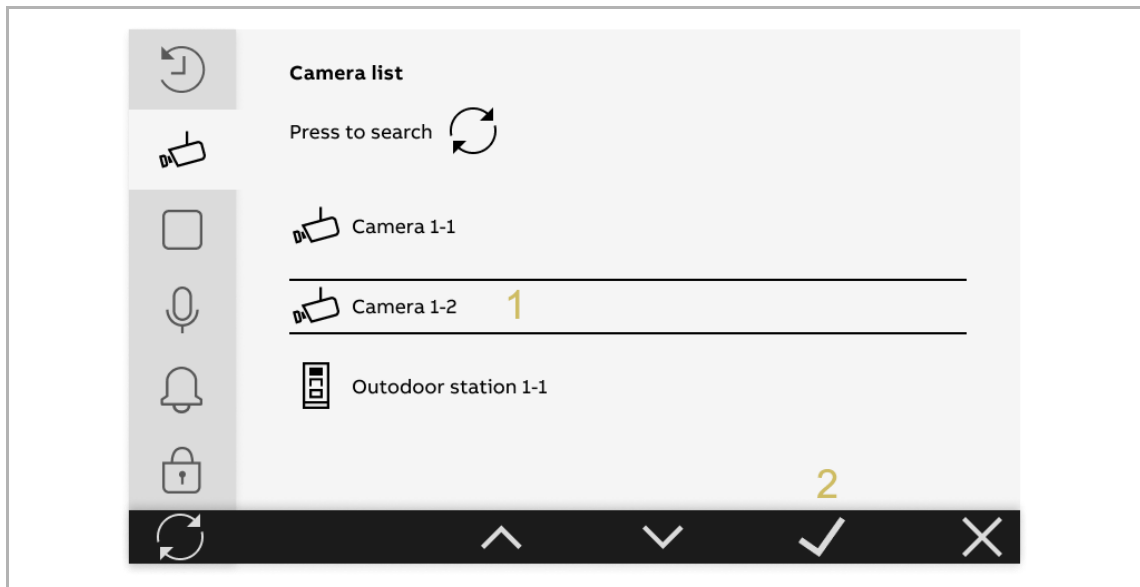 Camera list
Press to search
Camera 1-1
Camera 1-2 1
Outodoor station 1-1
2